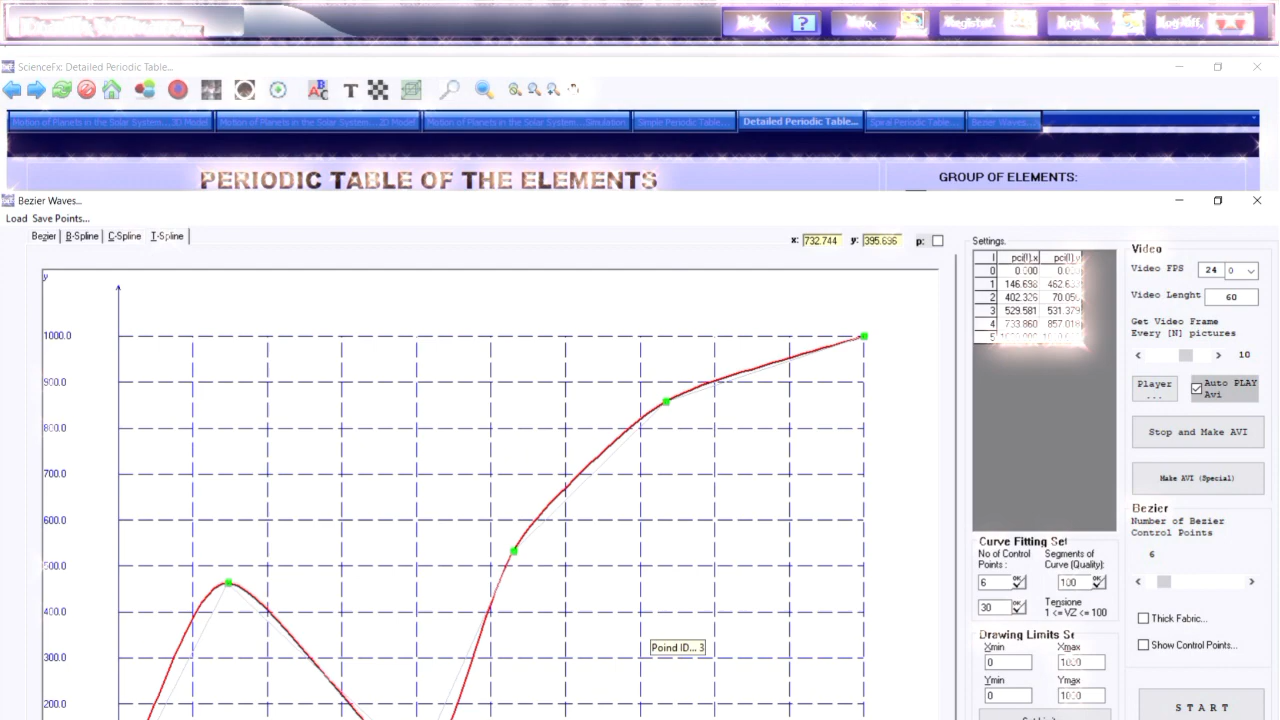 ScienceFx: Detailed Periodic Table...
Motion of Planets in the Solar System... 3D Model
Motion of Planets in the Solar System... 2D Model
Motion of Planets in the Solar System... Simulation
Simple Periodic Table...
Detailed Periodic Table...
Spiral Periodic Table...
Bezier Waves...
PERIODIC TABLE OF THE ELEMENTS
GROUP OF ELEMENTS:
Bezier Waves...
Load Save Points...
Bezier B-Spline C-Spline T-Spline
x: 732.744 y: 395.696 p:
y
1000.0
900.0
800.0
700.0
600.0
500.0
400.0
300.0
200.0
Poind ID... 3
Settings.
I pci[I].x
0 0.000
1 146.698
2 402.326 70.05
3 529.581 531.379
4 733.860 857.018
5
Curve Fitting Set
No of Control Points :
Segments of Curve (Quality):
6 OK 100 OK
30 OK
Tensione
1 <= VZ <= 100
Drawing Limits Se
Xmin Xmax
0 1000
Ymin Ymax
0 1000
Video
Video FPS 24 0
Video Lenght 60
Get Video Frame
Every [N] pictures
10
Player
...
Auto PLAY
Avi
Stop and Make AVI
Make AVI (Special)
Bezier
Number of Bezier
Control Points
6
Thick Fabric...
Show Control Points...
START